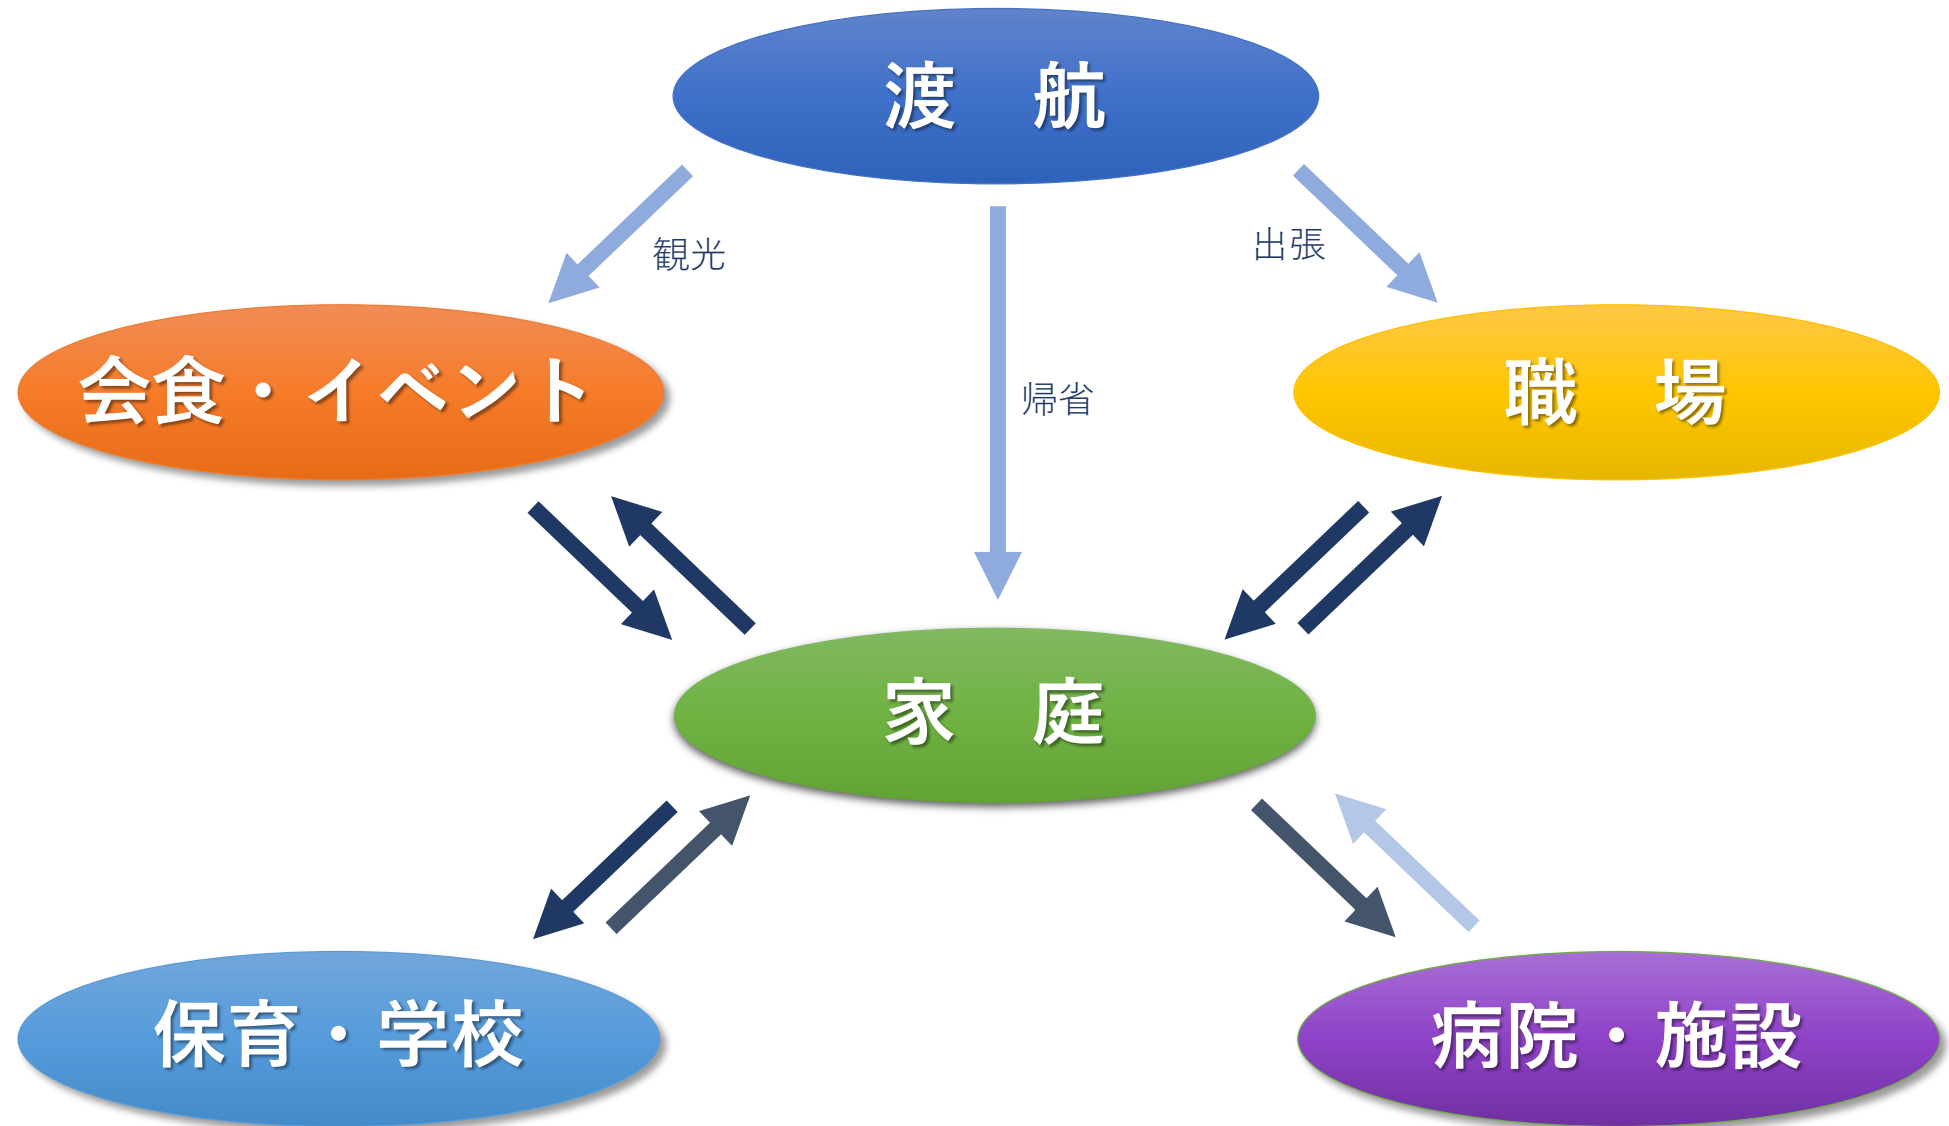 渡　航
観光
出張
会食・イベント
帰省
職　場
家　庭
保育・学校
病院・施設